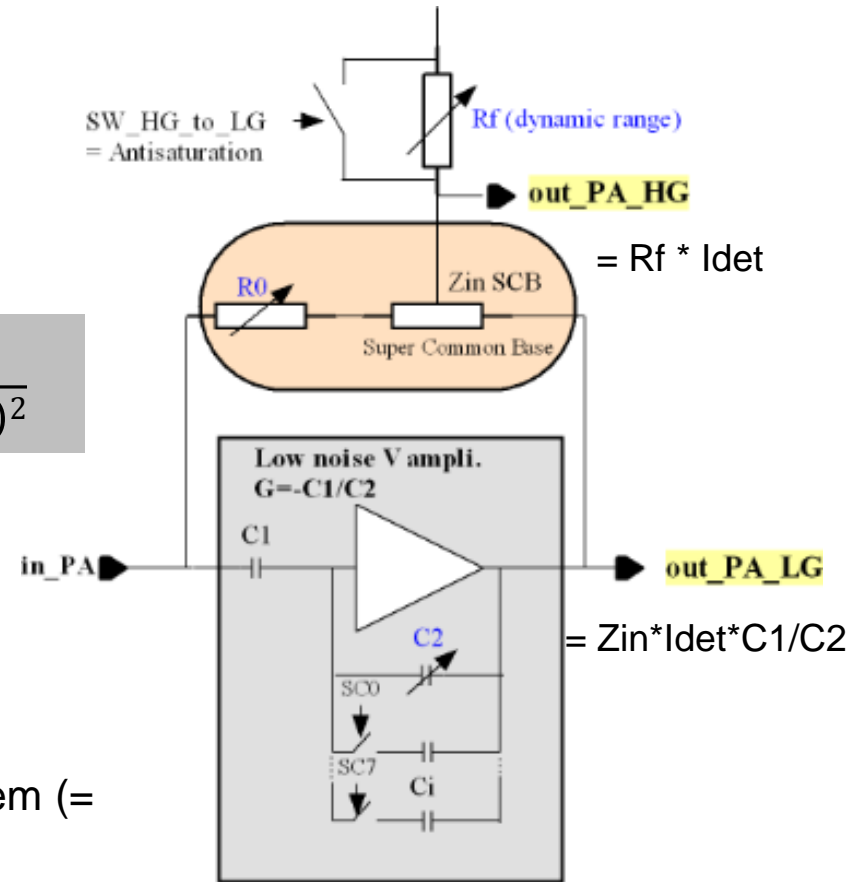 SW_HG_to_LG
= Antisaturation
Rf (dynamic range)
out_PA_HG
= Rf * Idet
R0
Zin SCB
Super Common Base
)²
Low noise V ampli.
G=-C1/C2
C1
in_PA
out_PA_LG
C2
= Zin*Idet*C1/C2
SC0
SC7
Ci
em (=